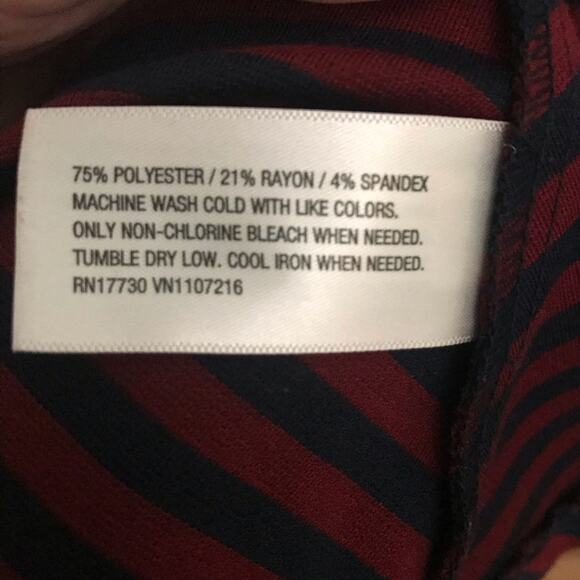 75% POLYESTER / 21% RAYON / 4% SPANDEX
MACHINE WASH COLD WITH LIKE COLORS.
ONLY NON-CHLORINE BLEACH WHEN NEEDED.
TUMBLE DRY LOW. COOL IRON WHEN NEEDED.
RN17730 VN1107216